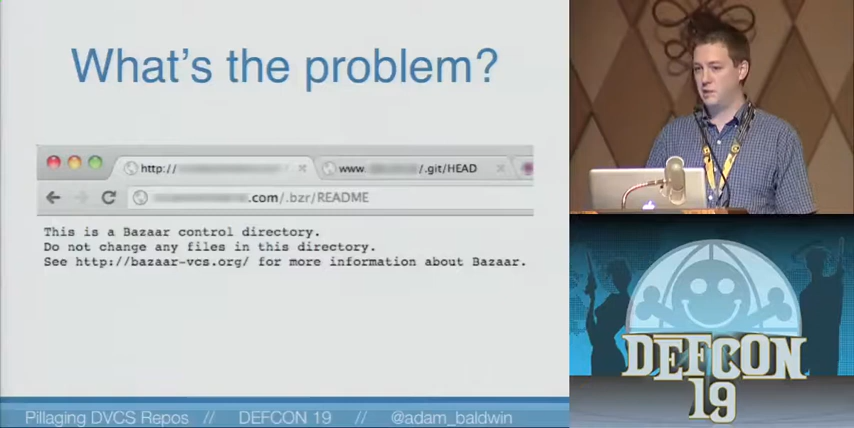 What's the problem?
http://
www. /.git/HEAD
.com/.bzr/README
This is a Bazaar control directory.
Do not change any files in this directory.
See http://bazaar-vcs.org/ for more information about Bazaar.
Pillaging DVCS Repos // DEFCON 19 // @adam_baldwin
DEFCON
19